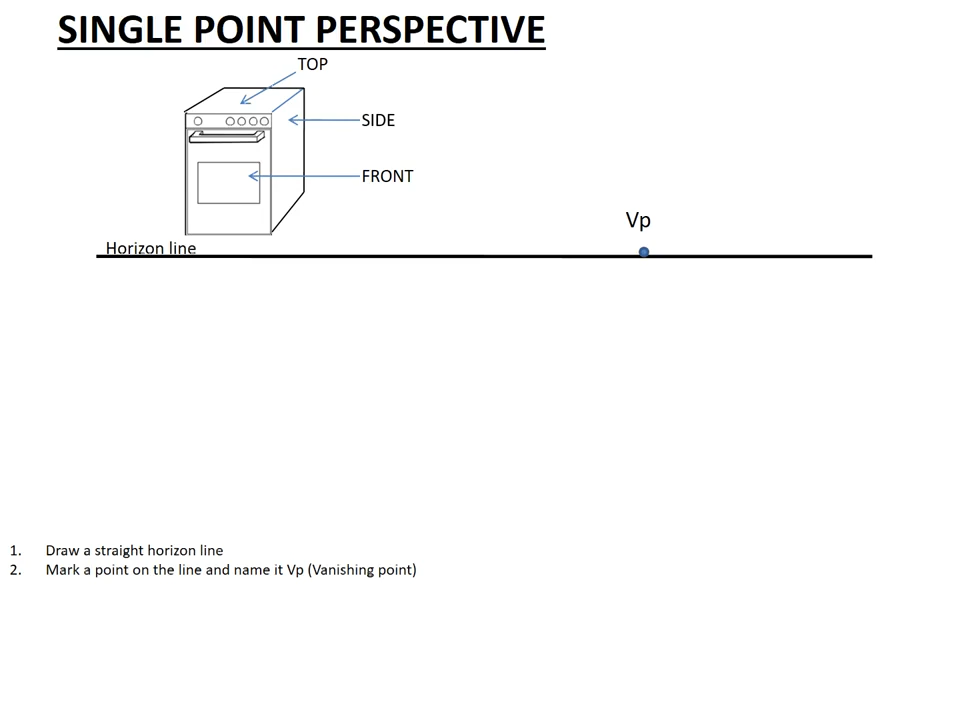 SINGLE POINT PERSPECTIVE
TOP
SIDE
FRONT
Vp
Horizon line
1. Draw a straight horizon line
2. Mark a point on the line and name it Vp (Vanishing point)